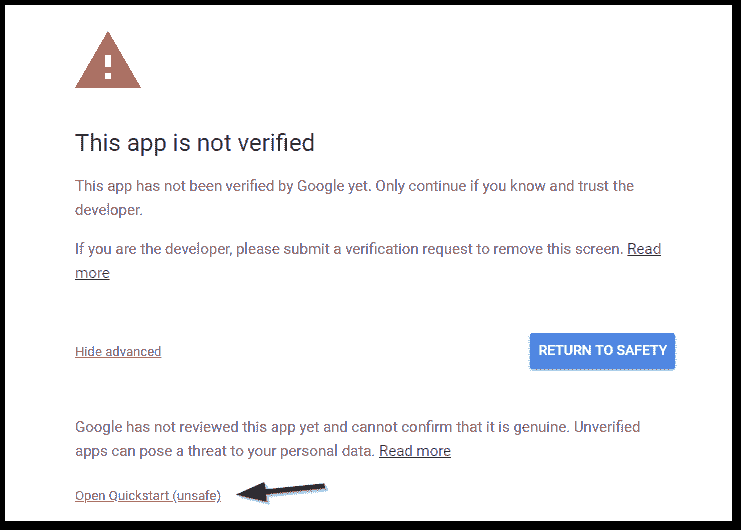 This app is not verified
This app has not been verified by Google yet. Only continue if you know and trust the
developer.
If you are the developer, please submit a verification request to remove this screen. Read
more
Hide advanced
RETURN TO SAFETY
Google has not reviewed this app yet and cannot confirm that it is genuine. Unverified
apps can pose a threat to your personal data. Read more
Open Quickstart (unsafe)